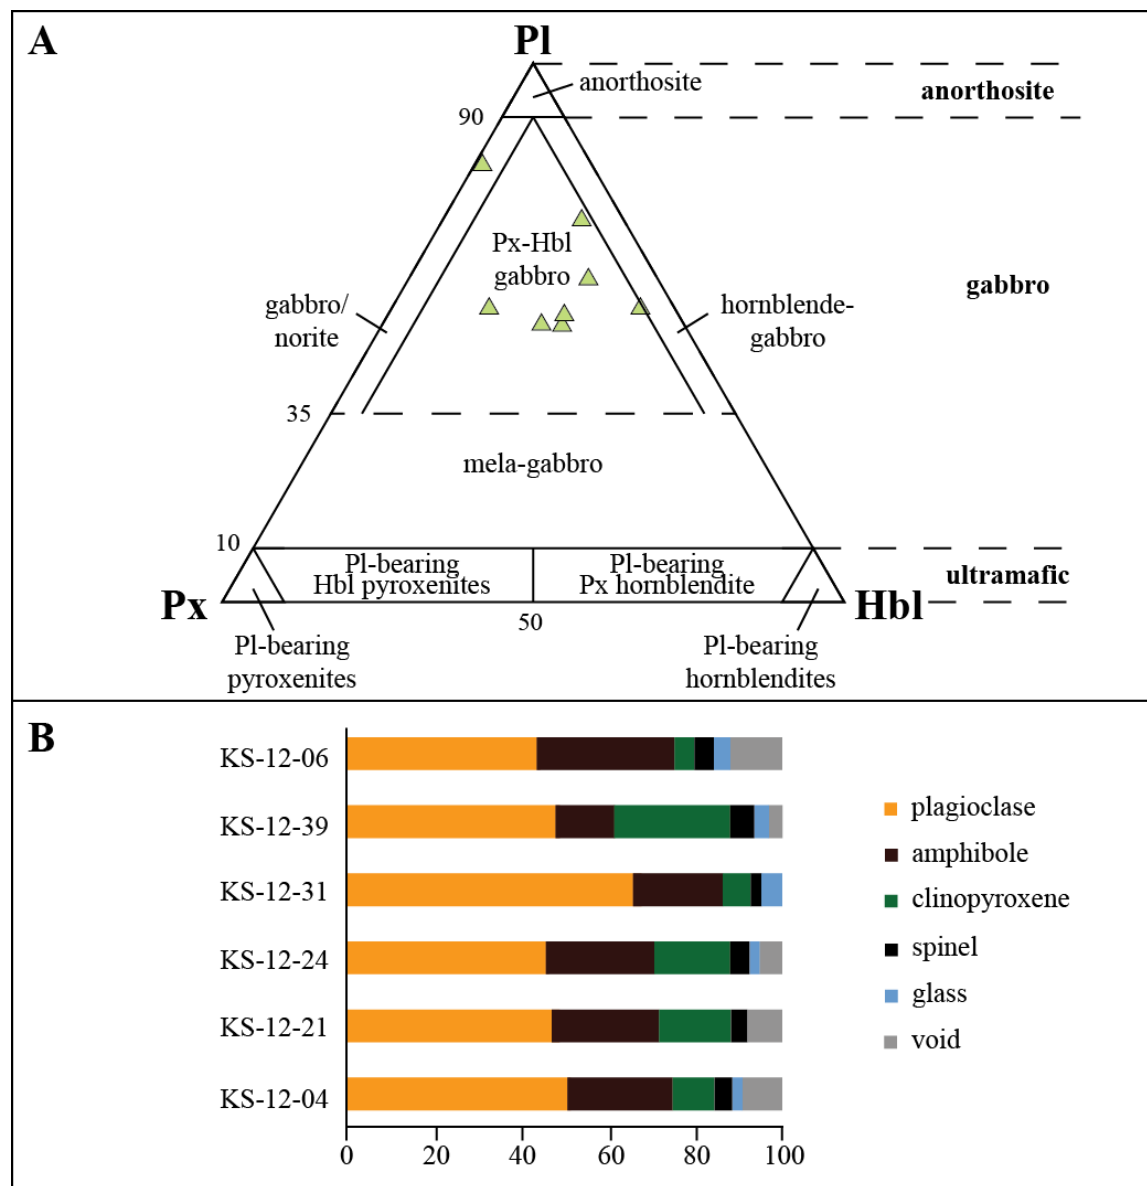 A
Pl
anorthosite
anorthosite
90
Px-Hbl
gabbro
gabbro
gabbro/
norite
hornblende-
gabbro
35
mela-gabbro
10
Pl-bearing
Hbl pyroxenites
Pl-bearing
Px hornblendite
ultramafic
Px
Hbl
50
Pl-bearing
pyroxenites
Pl-bearing
hornblendites
B
KS-12-06
KS-12-39
KS-12-31
KS-12-24
KS-12-21
KS-12-04
plagioclase
amphibole
clinopyroxene
spinel
glass
void
0 20 40 60 80 100